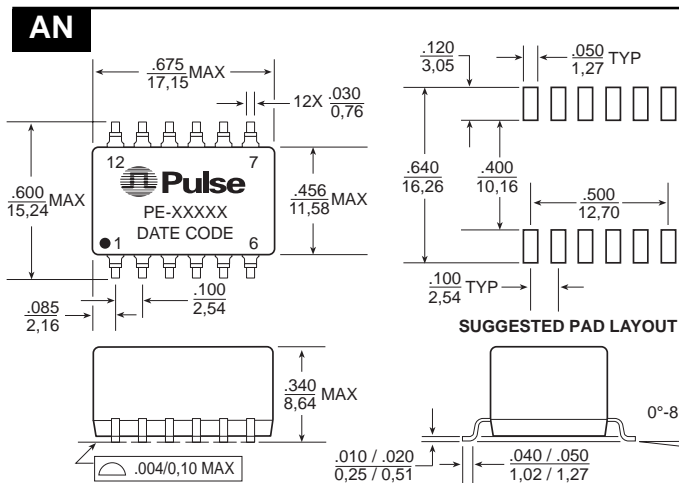 AN
.675
17,15 MAX
12X .030
0,76
.120
3,05
.050
1,27 TYP
12 7
Pulse
PE-XXXXX
DATE CODE
1 6
.600
15,24 MAX
.456
11,58 MAX
.640
16,26
.400
10,16
.500
12,70
.085
2,16
.100
2,54
.100
2,54 TYP
SUGGESTED PAD LAYOUT
.340
8,64 MAX
.004/0,10 MAX
.010 / .020
0,25 / 0,51
.040 / .050
1,02 / 1,27
0°-8